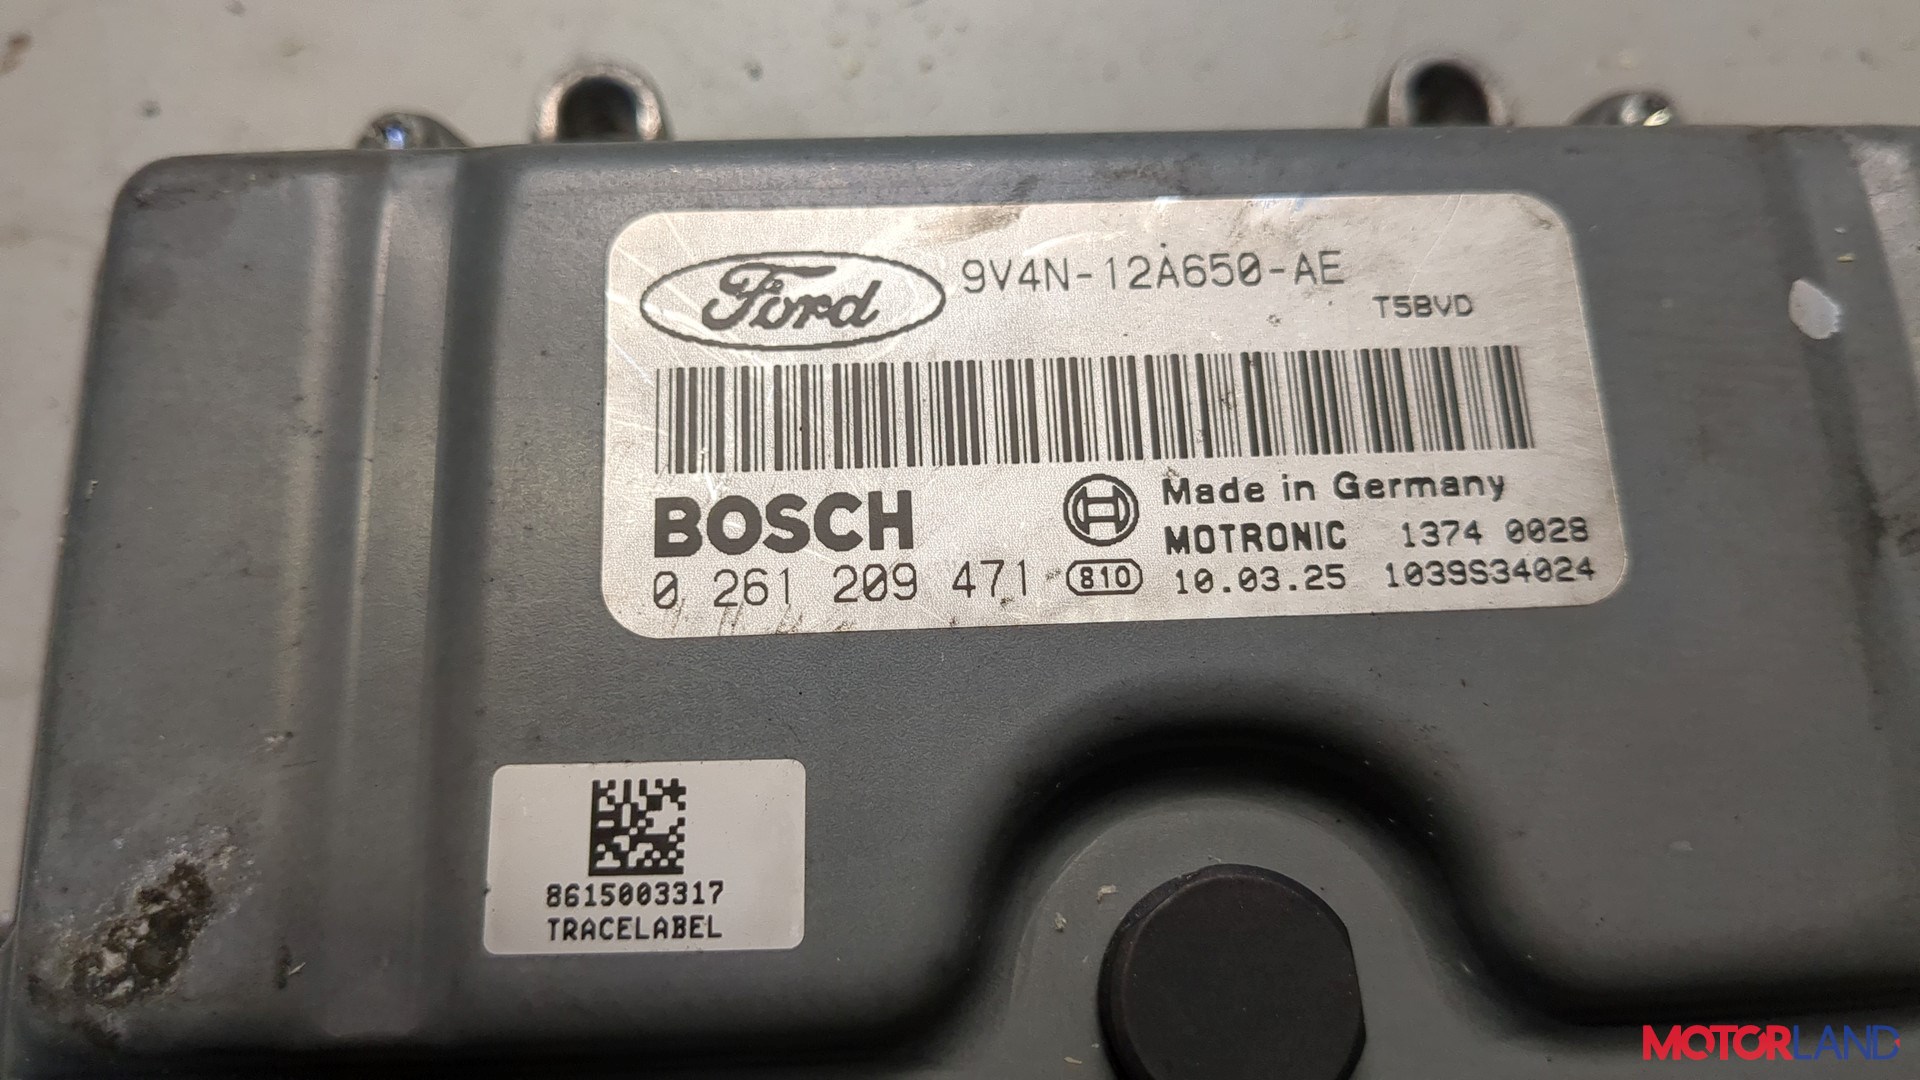 Ford
9V4N-12A650-AE
T5BVD
BOSCH
Made in Germany
MOTRONIC 1374 0028
0 261 209 471 810 10.03.25 1039S34024
8615003317
TRACELABEL
MOTORLAND